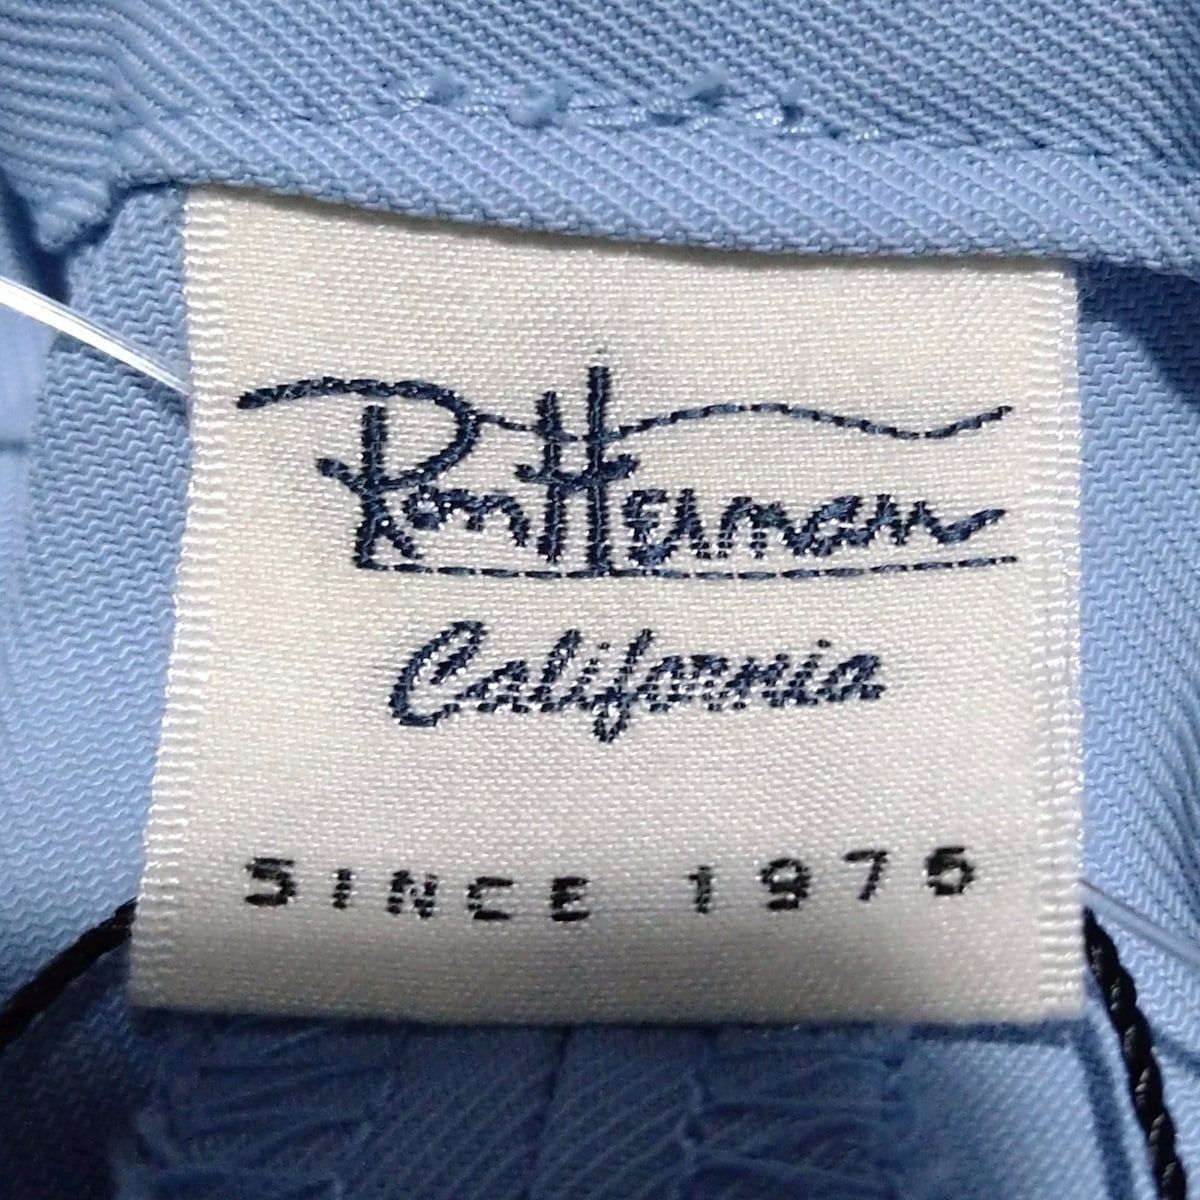 Ron Herman
California
SINCE 1976